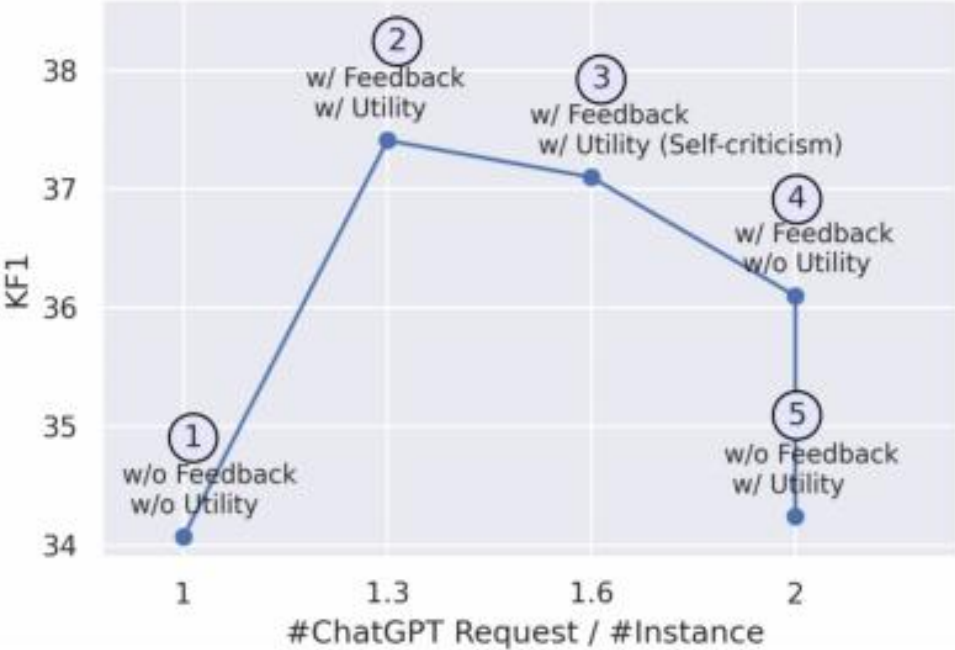 KF1
38
37
36
35
34
2
w/ Feedback
w/ Utility
3
w/ Feedback
w/ Utility (Self-criticism)
4
w/ Feedback
w/o Utility
1
w/o Feedback
w/o Utility
5
w/o Feedback
w/ Utility
1
1.3
1.6
2
#ChatGPT Request / #Instance